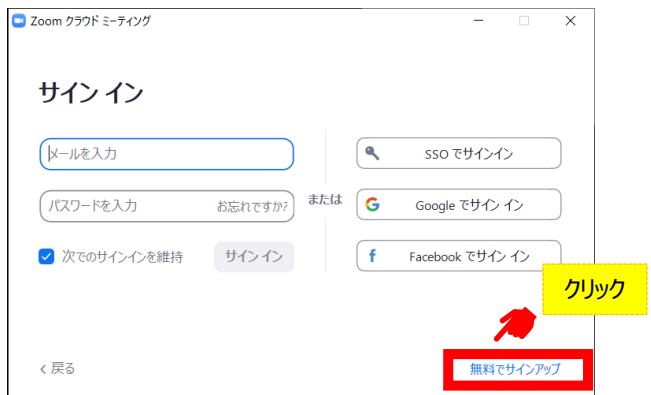 Zoom クラウド ミーティング
サイン イン
メールを入力
パスワードを入力 お忘れですか?
次でのサインインを維持
サイン イン
または
SSO でサインイン
Google でサイン イン
Facebook でサイン イン
クリック
戻る
無料でサインアップ